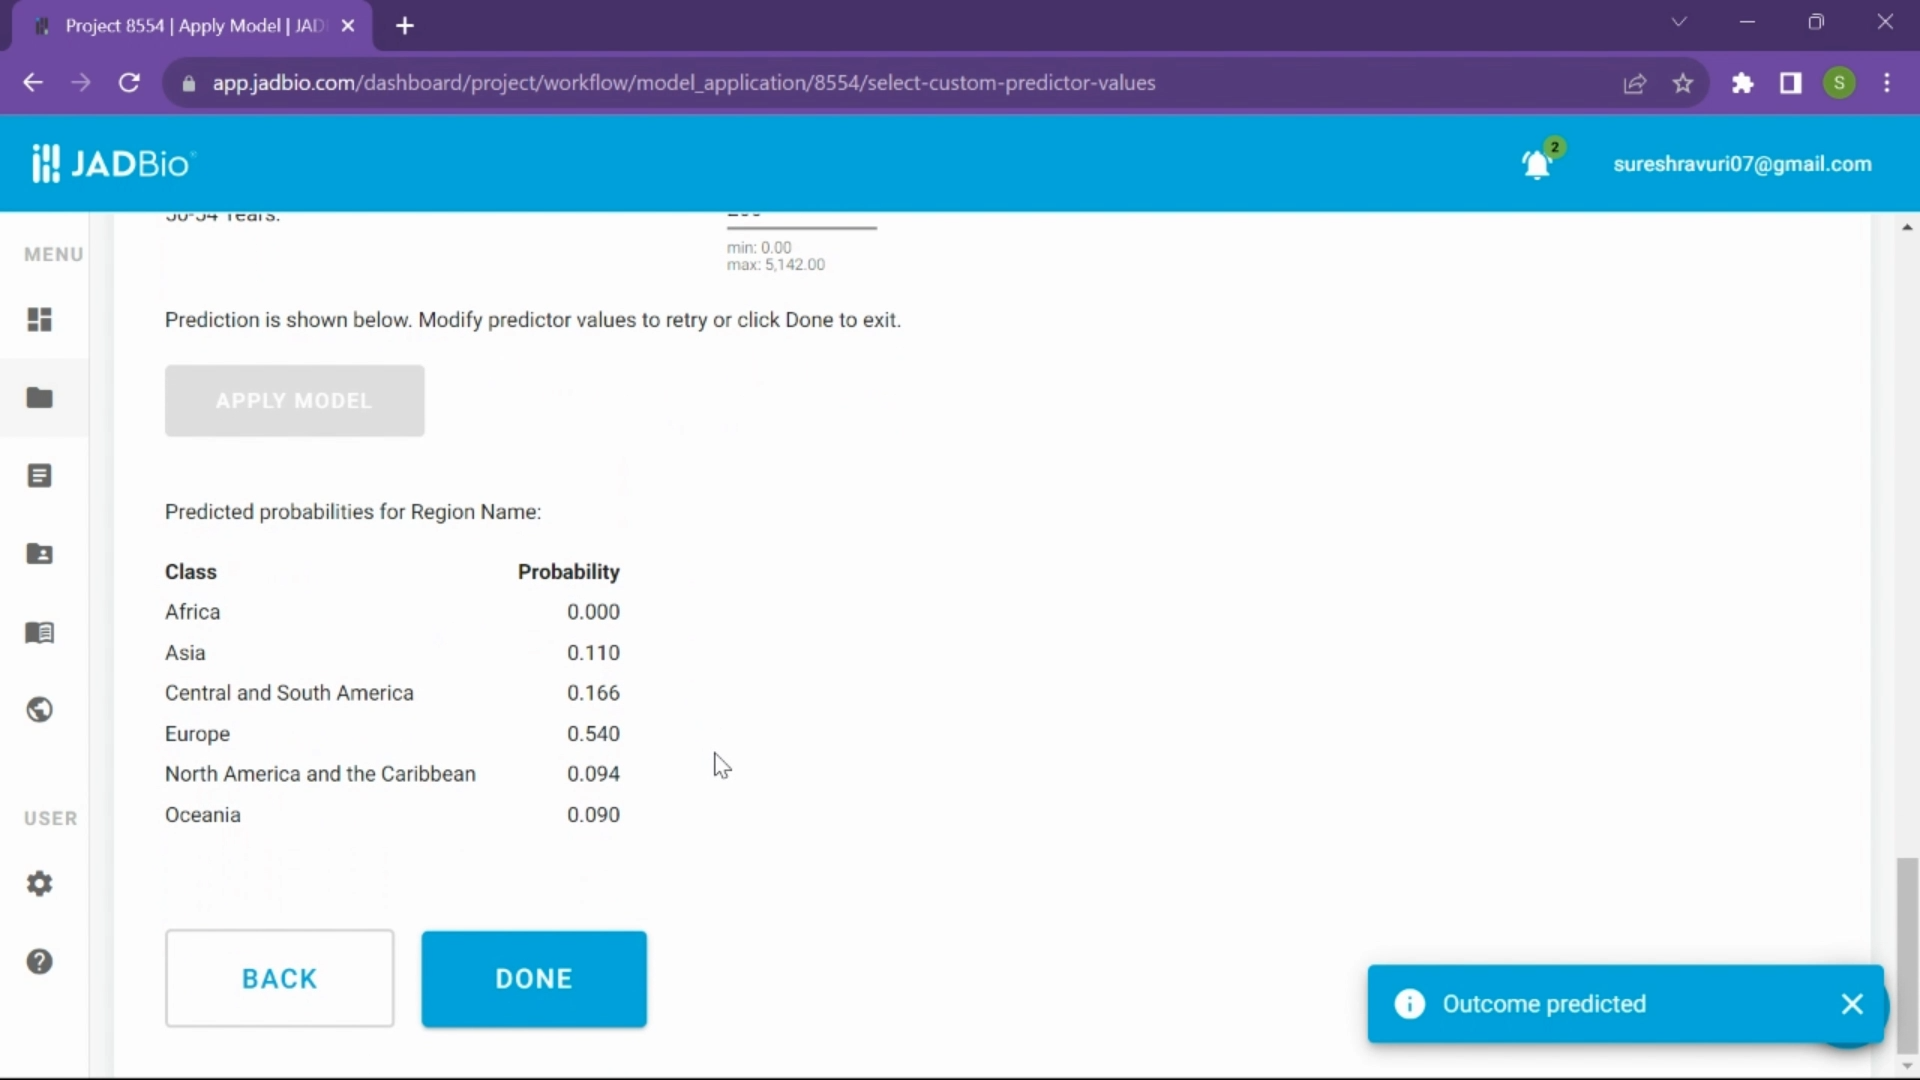 Project 8554 | Apply Model | JAD
app.jadbio.com/dashboard/project/workflow/model_application/8554/select-custom-predictor-values
S
JADBio
2
sureshravuri07@gmail.com
MENU
min: 0.00
max: 5,142.00
Prediction is shown below. Modify predictor values to retry or click Done to exit.
APPLY MODEL
Predicted probabilities for Region Name:
Class Probability
Africa 0.000
Asia 0.110
Central and South America 0.166
Europe 0.540
North America and the Caribbean 0.094
Oceania 0.090
USER
BACK
DONE
Outcome predicted